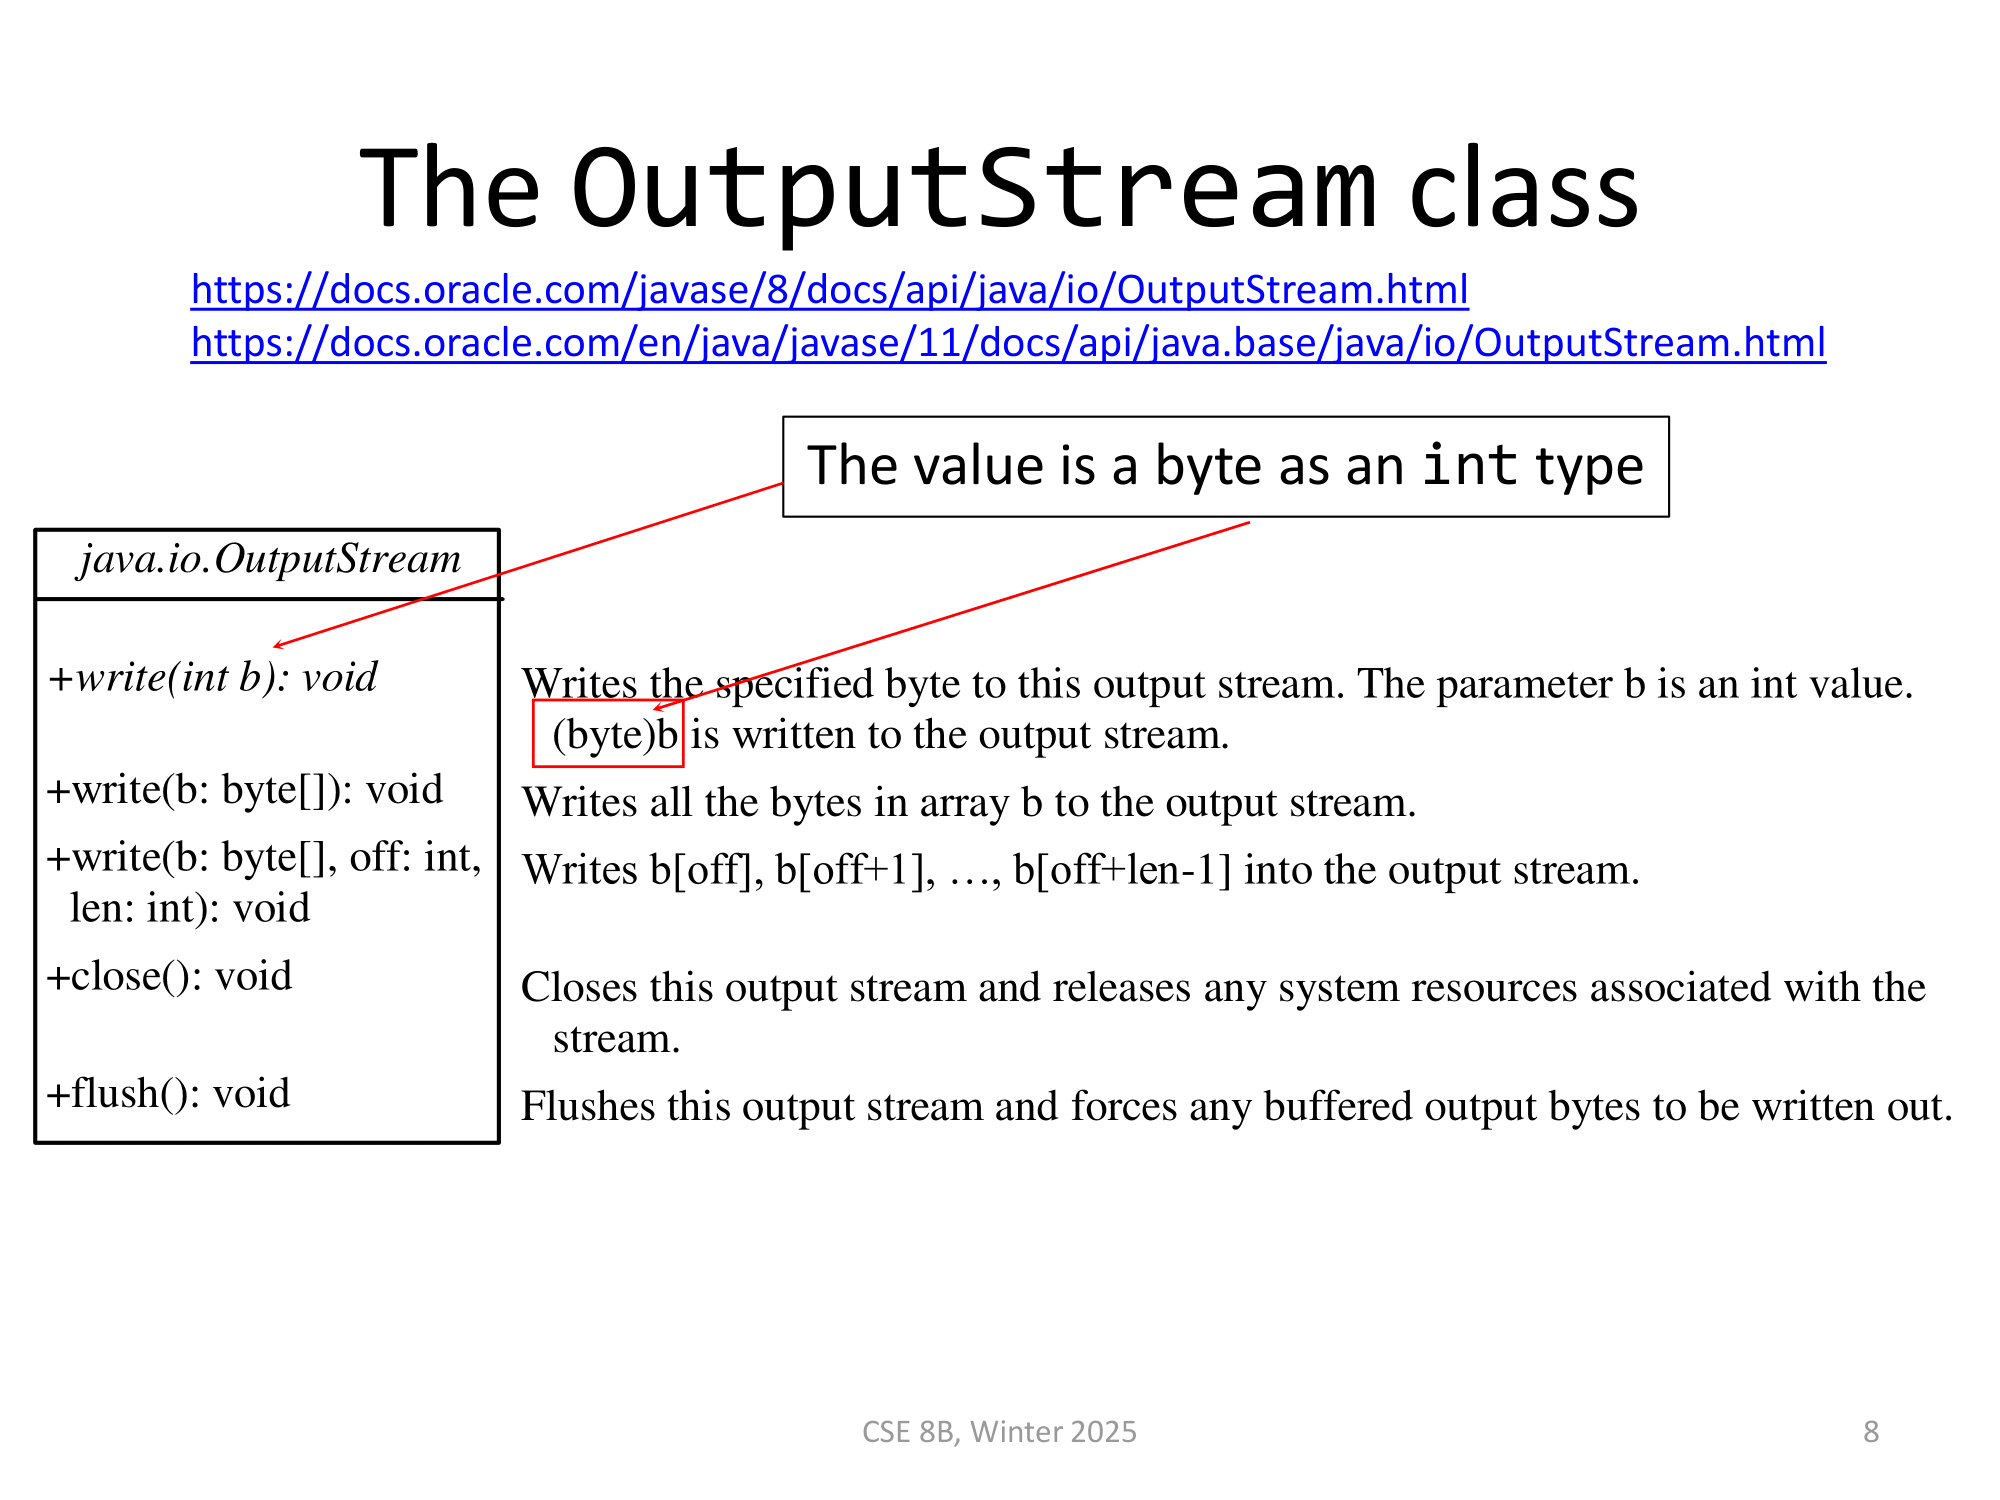 The OutputStream class
https://docs.oracle.com/javase/8/docs/api/java/io/OutputStream.html
https://docs.oracle.com/en/java/javase/11/docs/api/java.base/java/io/OutputStream.html
The value is a byte as an int type
java.io.OutputStream
+write(int b): void
Writes the specified byte to this output stream. The parameter b is an int value.
(byte)b is written to the output stream.
+write(b: byte[]): void
Writes all the bytes in array b to the output stream.
+write(b: byte[], off: int,
len: int): void
Writes b[off], b[off+1], …, b[off+len-1] into the output stream.
+close(): void
Closes this output stream and releases any system resources associated with the
stream.
+flush(): void
Flushes this output stream and forces any buffered output bytes to be written out.
CSE 8B, Winter 2025
8